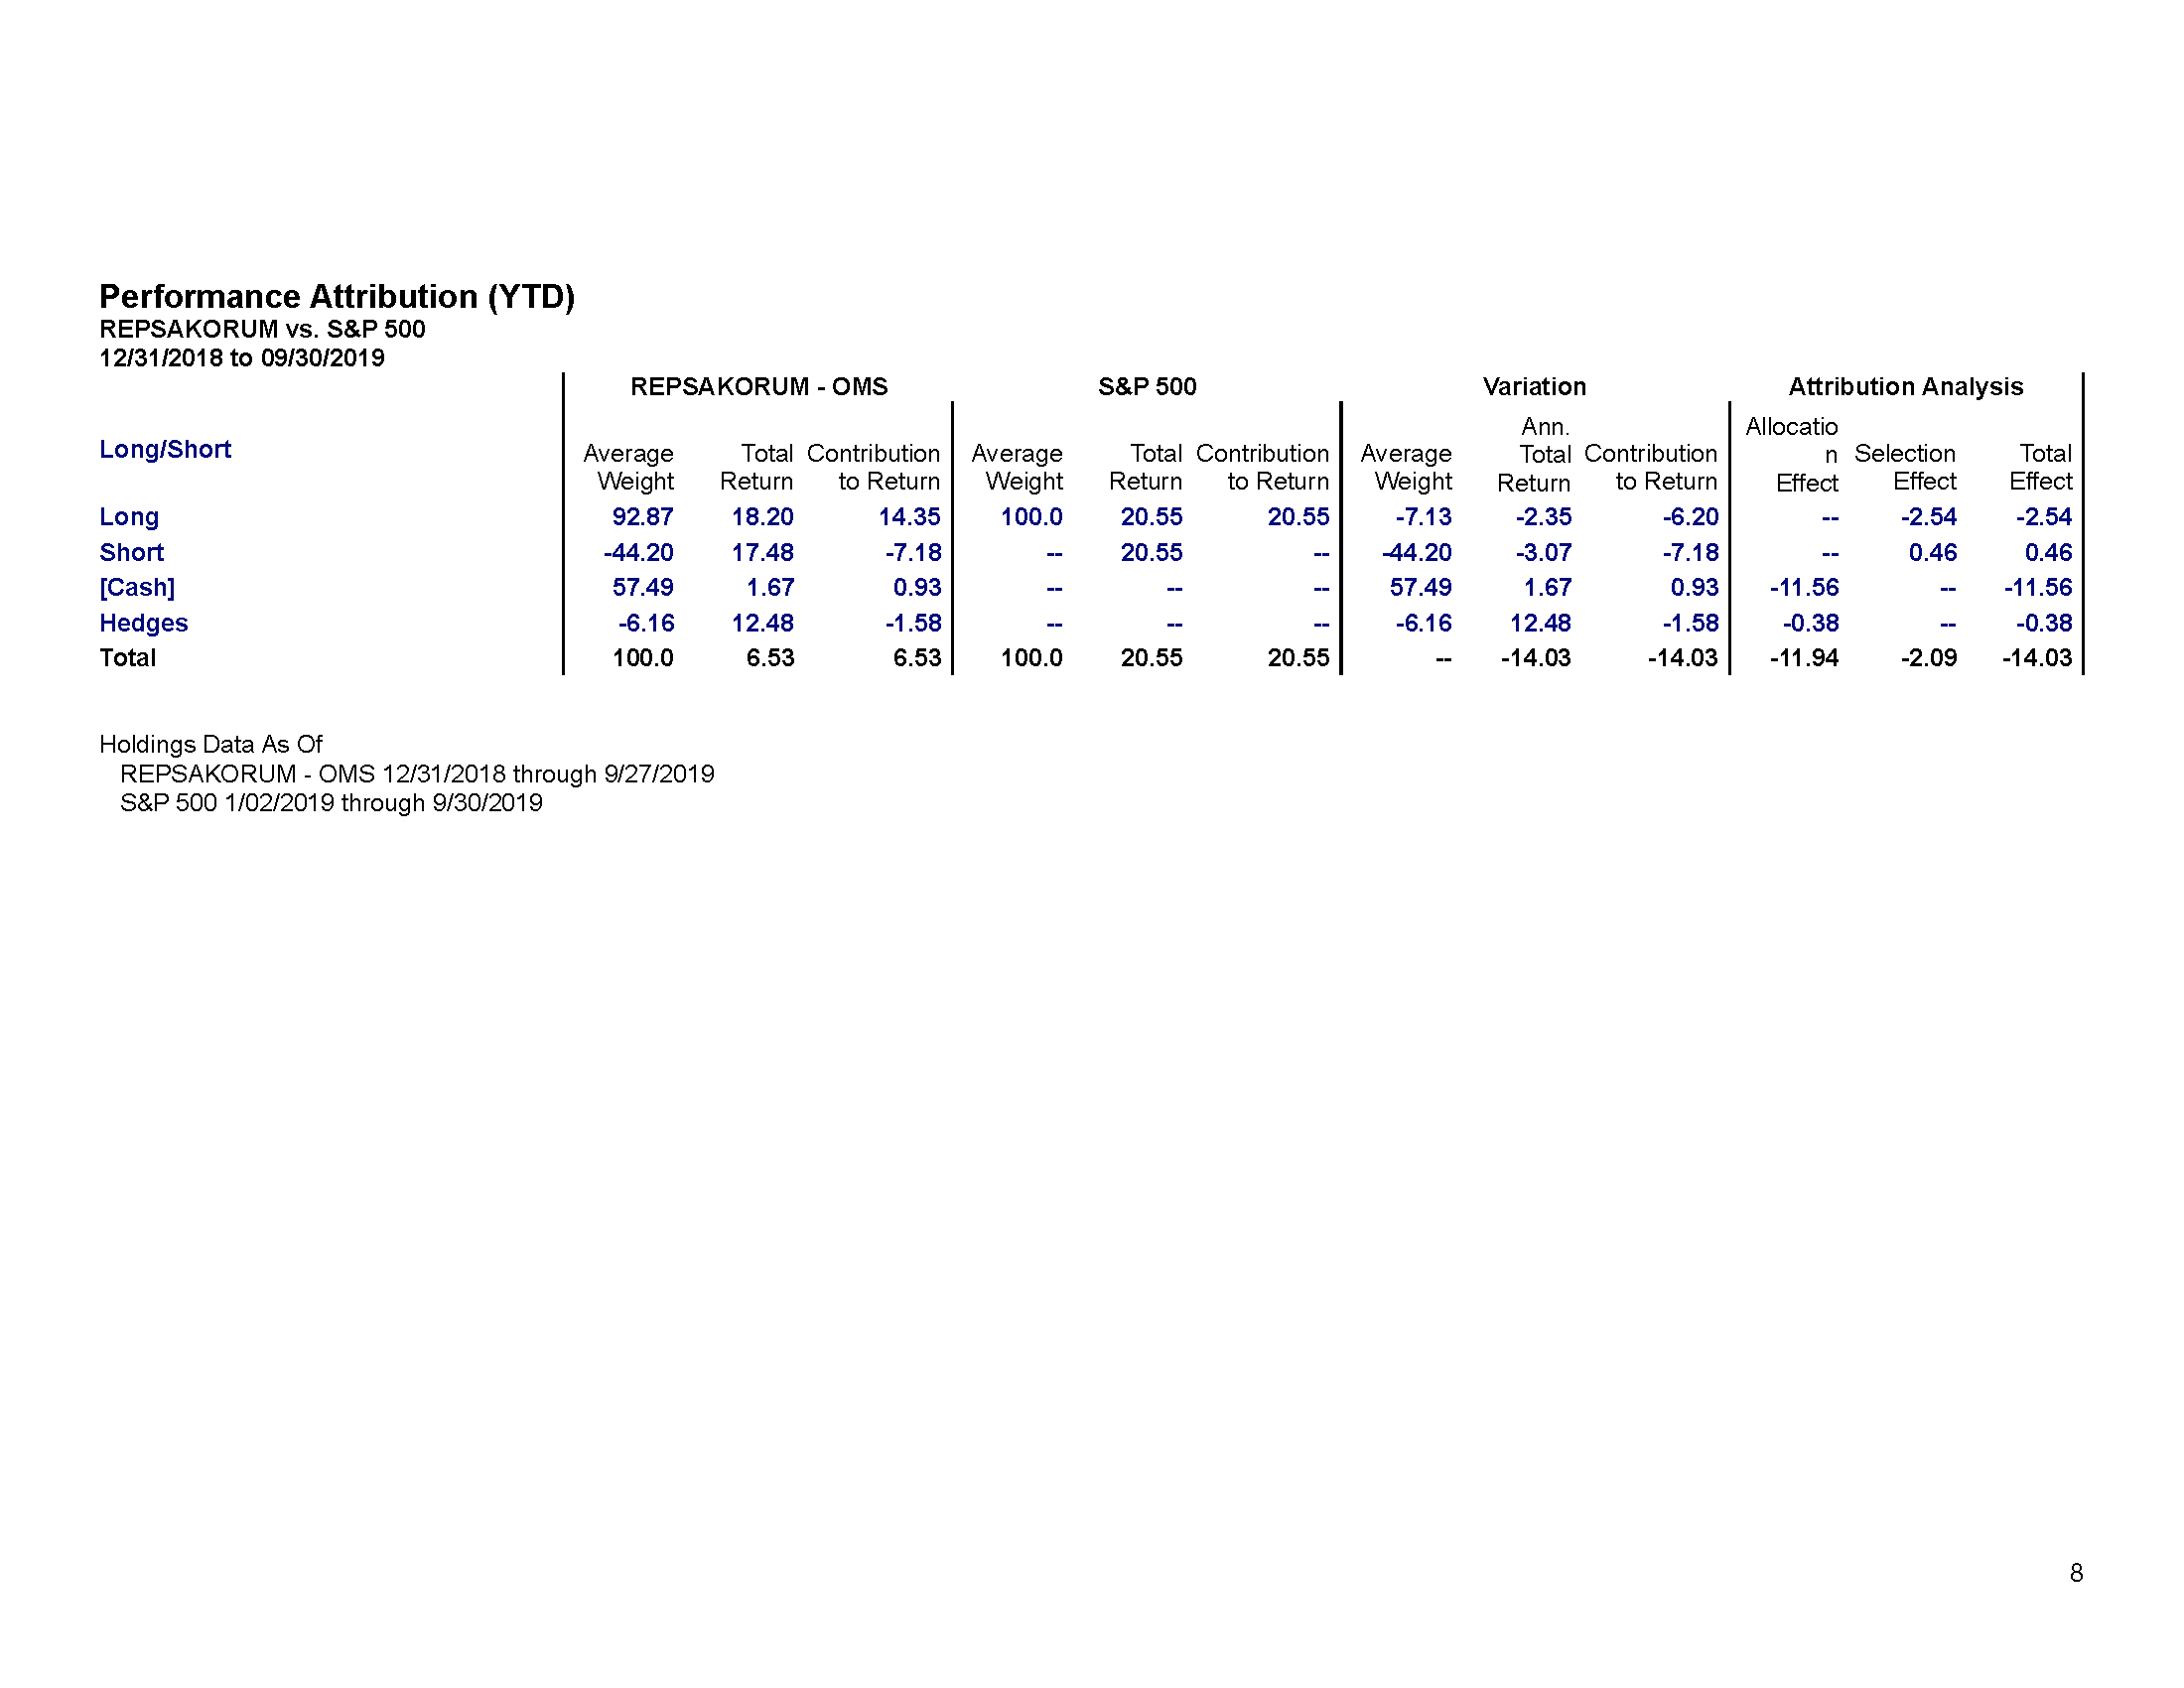 Performance Attribution (YTD)
REPSAKORUM vs. S&P 500
12/31/2018 to 09/30/2019
REPSAKORUM - OMS S&P 500 Variation Attribution Analysis
Long/Short Average Weight Total Return Contribution to Return Average Weight Total Return Contribution to Return Average Weight Ann. Total Return Contribution to Return Allocatio n Effect Selection Effect Total Effect
Long 92.87 18.20 14.35 100.0 20.55 20.55 -7.13 -2.35 -6.20 -- -2.54 -2.54
Short -44.20 17.48 -7.18 -- 20.55 -- -44.20 -3.07 -7.18 -- 0.46 0.46
[Cash] 57.49 1.67 0.93 -- -- -- 57.49 1.67 0.93 -11.56 -- -11.56
Hedges -6.16 12.48 -1.58 -- -- -- -6.16 12.48 -1.58 -0.38 -- -0.38
Total 100.0 6.53 6.53 100.0 20.55 20.55 -- -14.03 -14.03 -11.94 -2.09 -14.03
Holdings Data As Of
REPSAKORUM - OMS 12/31/2018 through 9/27/2019
S&P 500 1/02/2019 through 9/30/2019
8